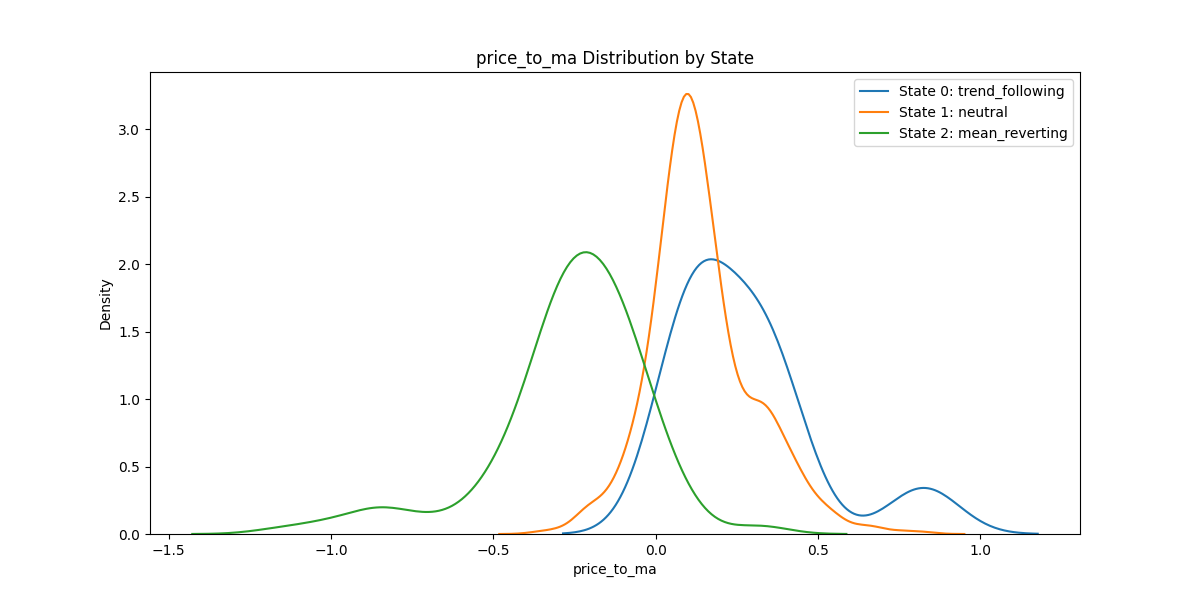 price_to_ma Distribution by State
State 0: trend_following
State 1: neutral
State 2: mean_reverting
3.0
2.5
2.0
1.5
1.0
0.5
0.0
Density
−1.5 −1.0 −0.5 0.0 0.5 1.0
price_to_ma